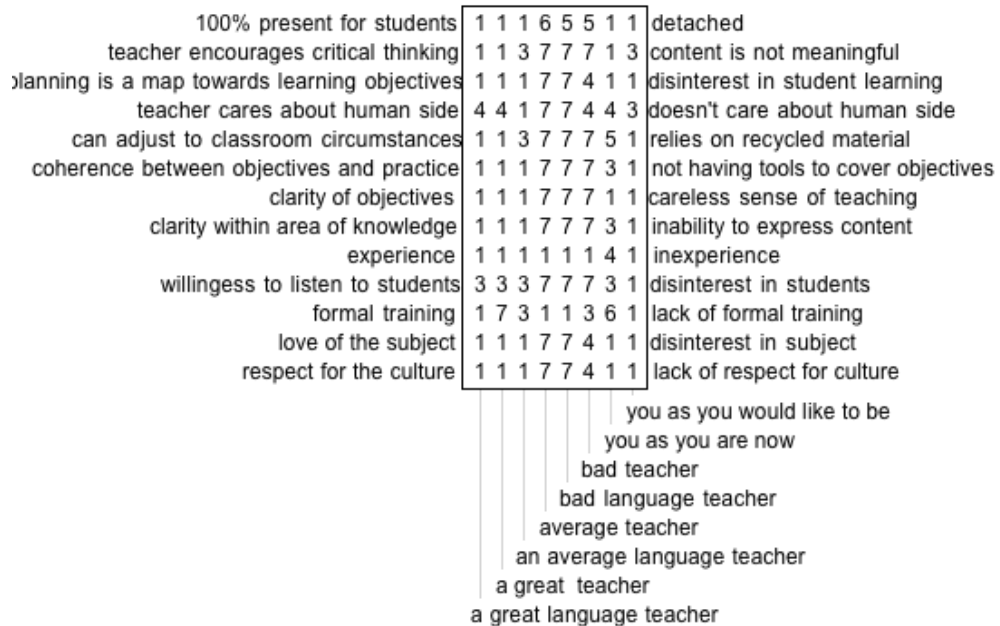 100% present for students 1 1 1 6 5 5 1 1 detached
teacher encourages critical thinking 1 1 3 7 7 7 1 3 content is not meaningful
planning is a map towards learning objectives 1 1 1 7 7 4 1 1 disinterest in student learning
teacher cares about human side 4 4 1 7 7 4 4 3 doesn't care about human side
can adjust to classroom circumstances 1 1 3 7 7 7 5 1 relies on recycled material
coherence between objectives and practice 1 1 1 7 7 7 3 1 not having tools to cover objectives
clarity of objectives 1 1 1 7 7 7 1 1 careless sense of teaching
clarity within area of knowledge 1 1 1 7 7 7 3 1 inability to express content
experience 1 1 1 1 1 1 4 1 inexperience
willingess to listen to students 3 3 3 7 7 7 3 1 disinterest in students
formal training 1 7 3 1 1 3 6 1 lack of formal training
love of the subject 1 1 1 7 7 4 1 1 disinterest in subject
respect for the culture 1 1 1 7 7 4 1 1 lack of respect for culture
you as you would like to be
you as you are now
bad teacher
bad language teacher
average teacher
an average language teacher
a great teacher
a great language teacher